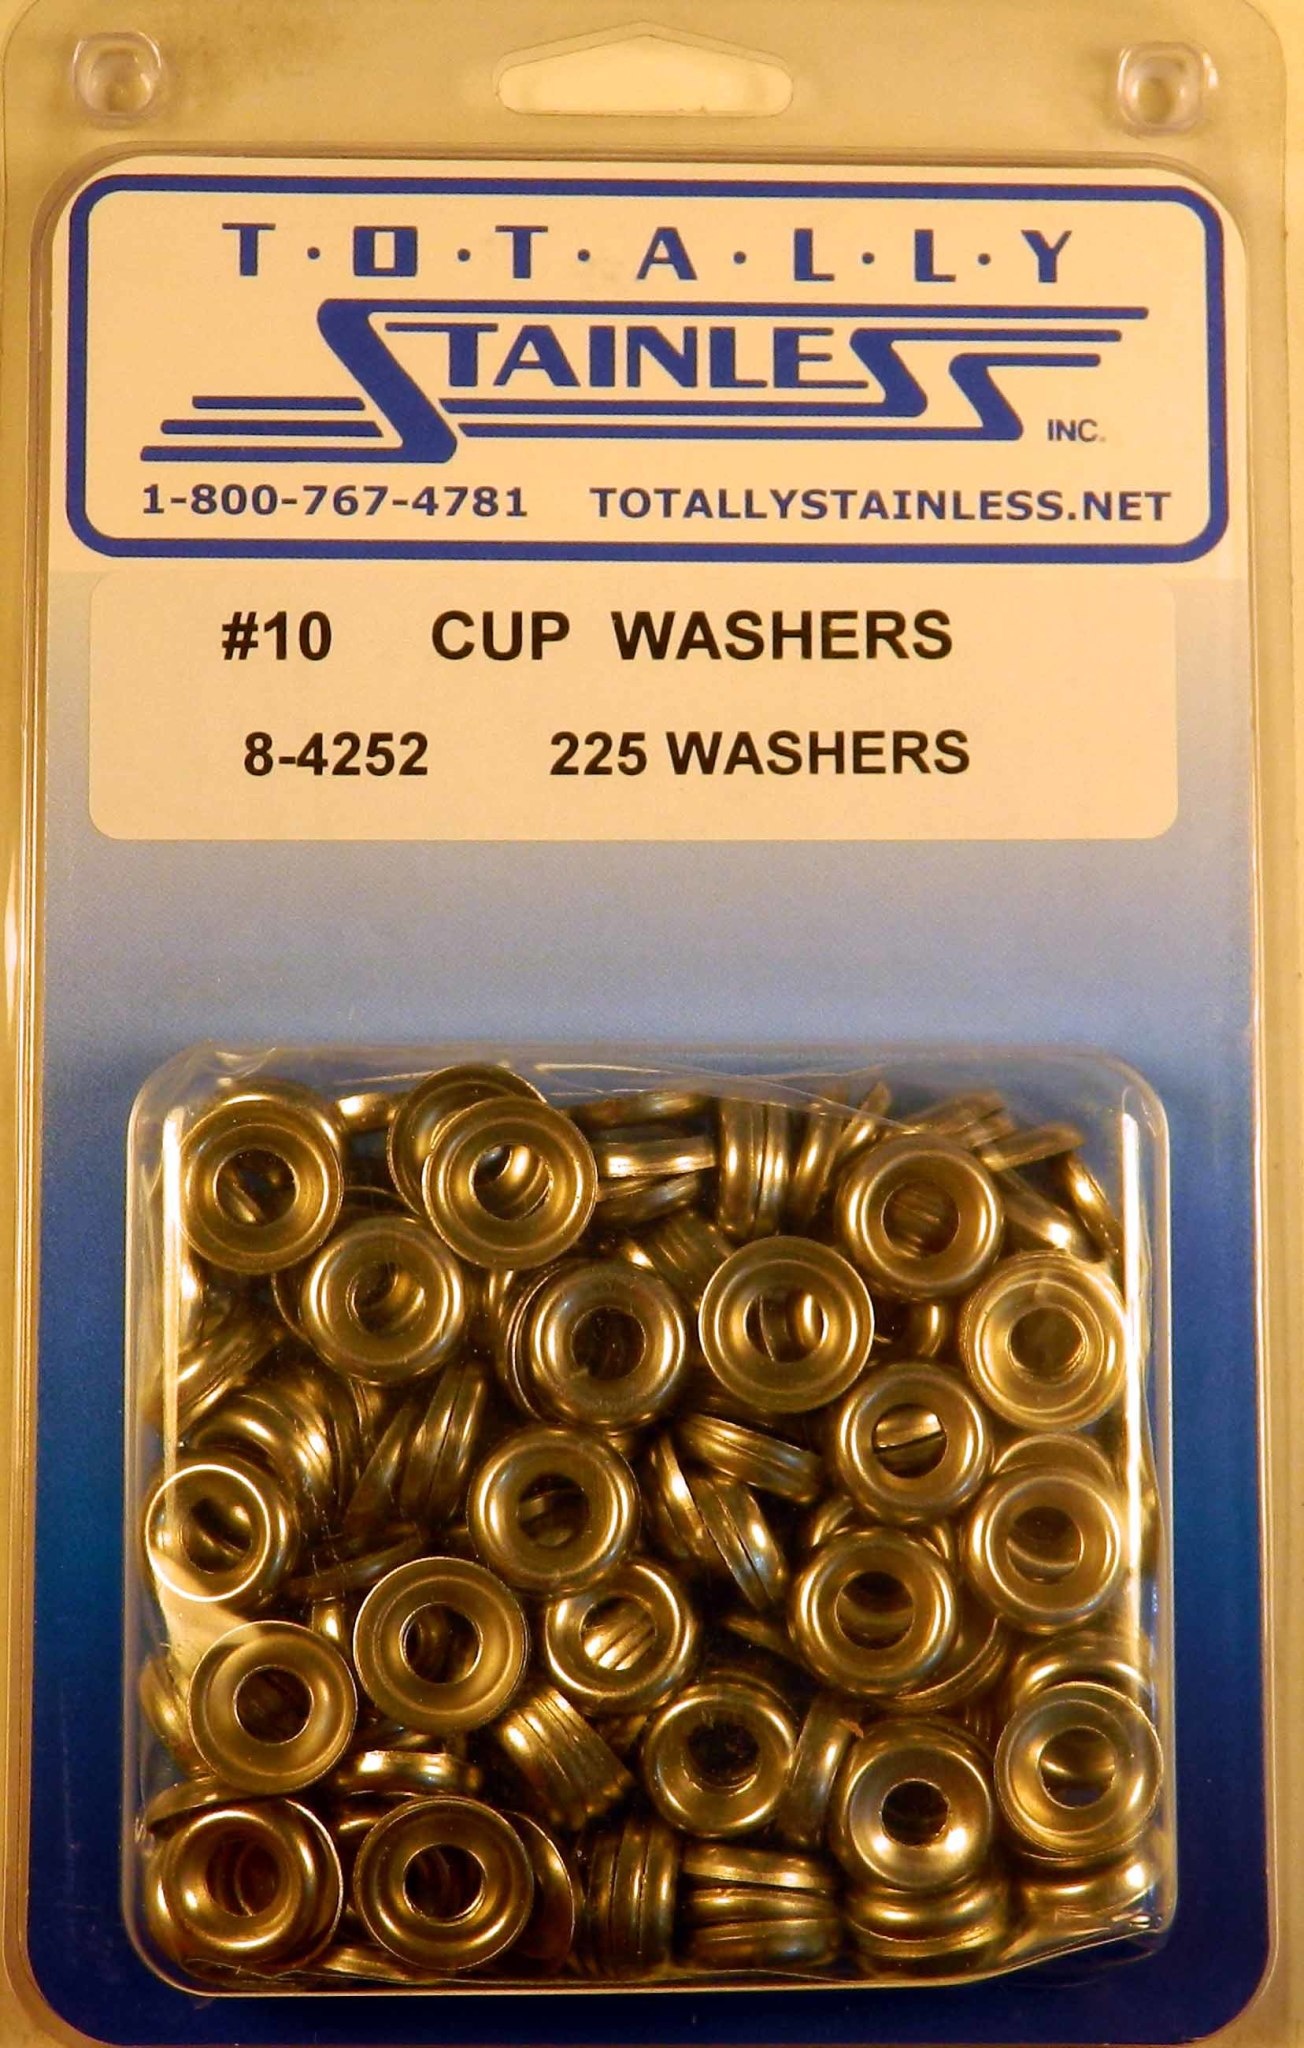 T·O·T·A·L·L·Y
STAINLESS
INC.
1-800-767-4781 TOTALLYSTAINLESS.NET
#10 CUP WASHERS
8-4252 225 WASHERS